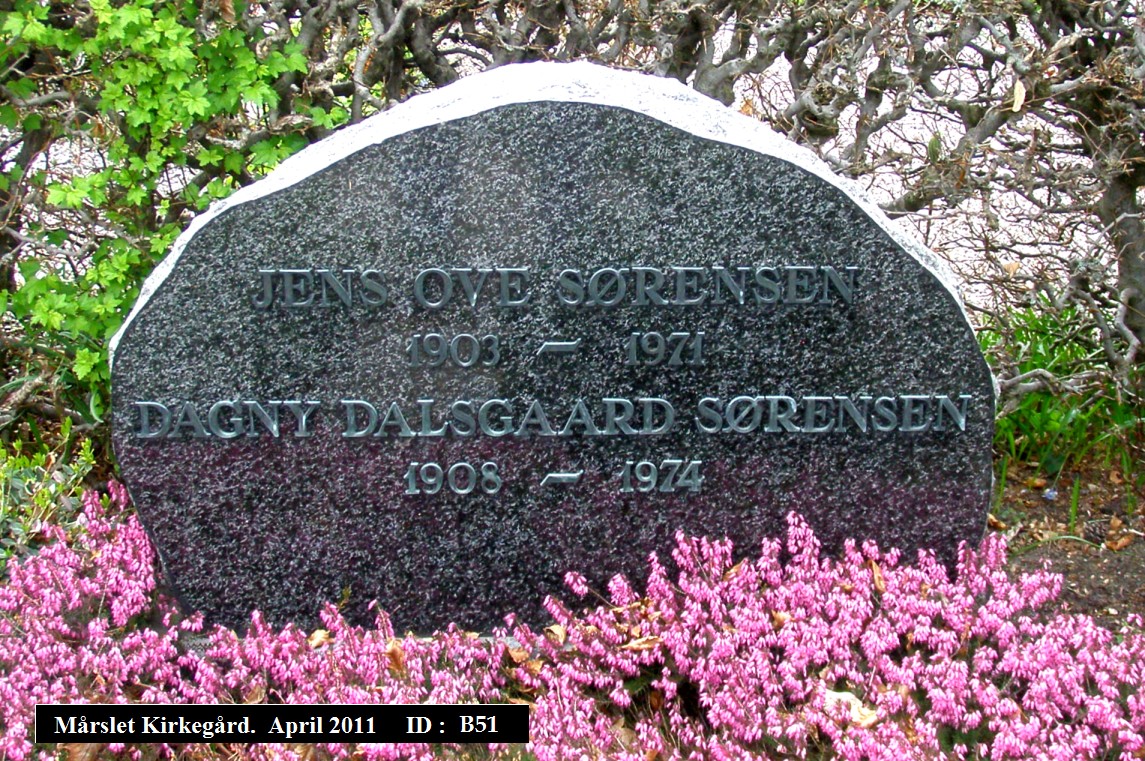 JENS OVE SØRENSEN
1903 — 1971
DAGNY DALSGAARD SØRENSEN
1908 — 1974
Mårslet Kirkegård. April 2011 ID : B51